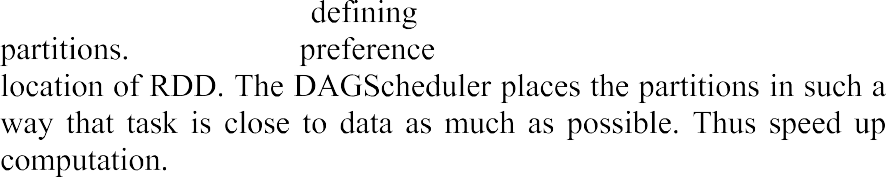 defining
partitions. preference
location of RDD. The DAGScheduler places the partitions in such a
way that task is close to data as much as possible. Thus speed up
computation.